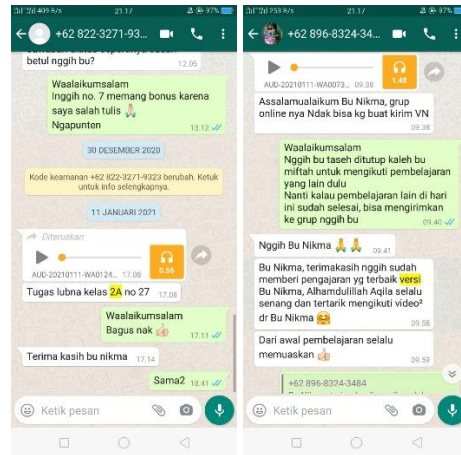 409 B/s
21.17
97%
+62 822-3271-93...
betul nggih bu?
12.05
Waalaikumsalam
Inggih no. 7 memang bonus karena
saya salah tulis 🙏
Ngapunten
13.12
30 DESEMBER 2020
Kode keamanan +62 822-3271-9323 berubah. Ketuk
untuk info selengkapnya.
11 JANUARI 2021
Diteruskan
0.56
AUD-20210111-WA0124... 17.08
Tugas lubna kelas 2A no 27
17.08
Waalaikumsalam
Bagus nak 👍
17.11
Terima kasih bu nikma
17.14
Sama2
18.41
Ketik pesan
253 B/s
21.17
97%
+62 896-8324-34...
1.48
AUD-20210111-WA0073... 09.38
Assalamualaikum Bu Nikma, grup
online nya Ndak bisa kg buat kirim VN
09.38
Waalaikumsalam
Nggih bu taseh ditutup kaleh bu
miftah untuk mengikuti pembelajaran
yang lain dulu
Nanti kalau pembelajaran lain di hari
ini sudah selesai, bisa mengirimkan
ke grup nggih bu
09.40
Nggih Bu Nikma 🙏 🙏
09.41
Bu Nikma, terimakasih nggih sudah
memberi pengajaran yg terbaik versi
Bu Nikma, Alhamdulillah Aqila selalu
senang dan tertarik mengikuti video²
dr Bu Nikma 🤗
09.58
Dari awal pembelajaran selalu
memuaskan 👍
09.59
+62 896-8324-3484
Ketik pesan